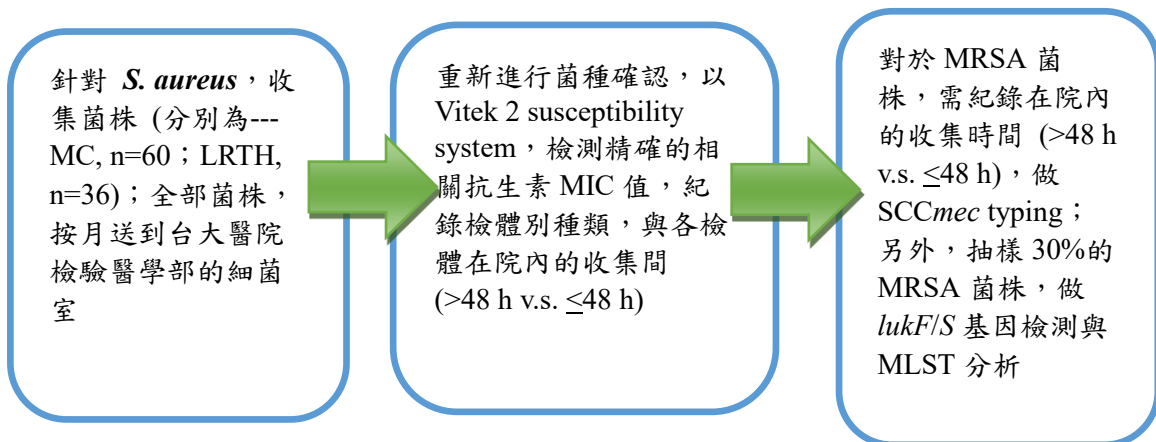 針對 S. aureus，收
集菌株 (分別為---
MC, n=60；LRTH,
n=36)；全部菌株，
按月送到台大醫院
檢驗醫學部的細菌
室
重新進行菌種確認，以
Vitek 2 susceptibility
system，檢測精確的相
關抗生素 MIC 值，紀
錄檢體別種類，與各檢
體在院內的收集間
(>48 h v.s. ≤48 h)
對於 MRSA 菌
株，需紀錄在院內
的收集時間 (>48 h
v.s. ≤48 h)，做
SCCmec typing；
另外，抽樣 30%的
MRSA 菌株，做
lukF/S 基因檢測與
MLST 分析